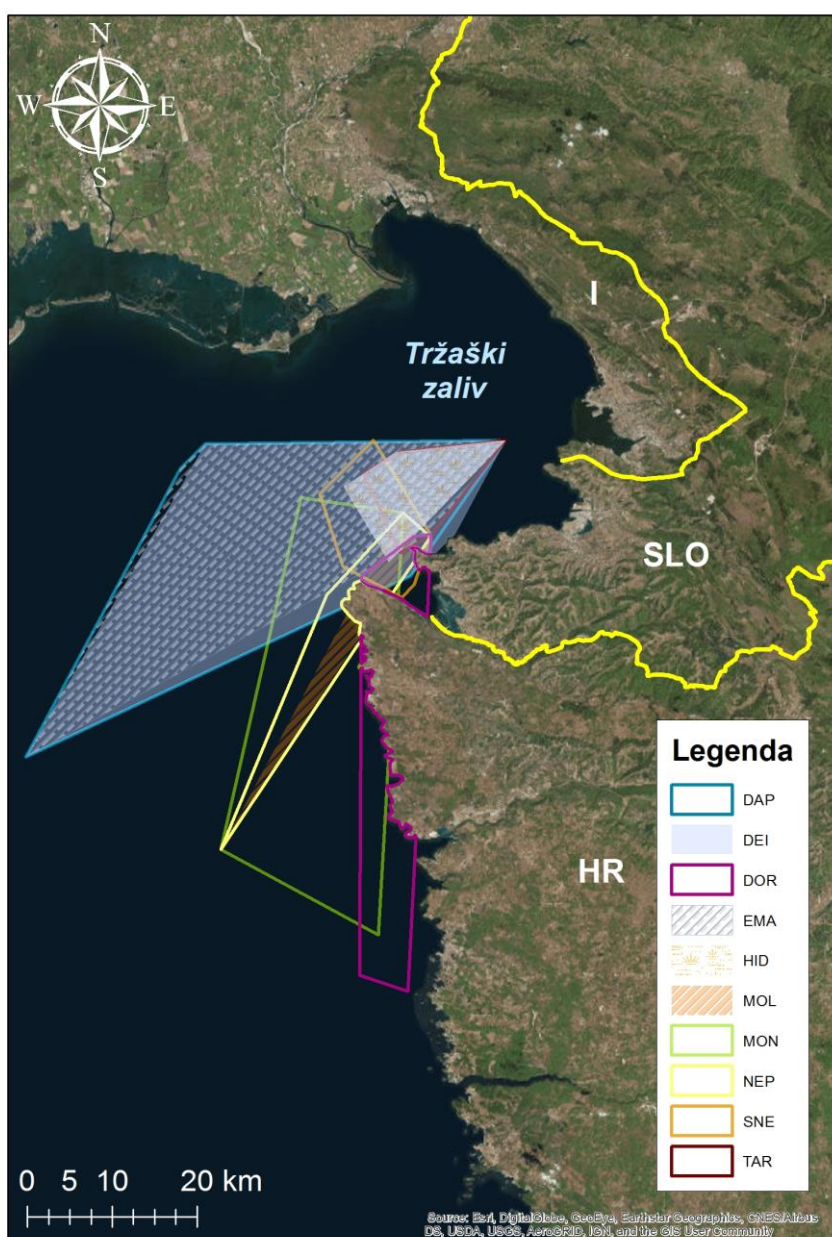 N
W E
S
I
Tržaški
zaliv
SLO
HR
Legenda
DAP
DEI
DOR
EMA
HID
MOL
MON
NEP
SNE
TAR
0 5 10 20 km
Source: Esri, DigitalGlobe, GeoEye, Earthstar Geographics, CNES/Airbus
DS, USDA, USGS, AeroGRID, IGN, and the GIS User Community